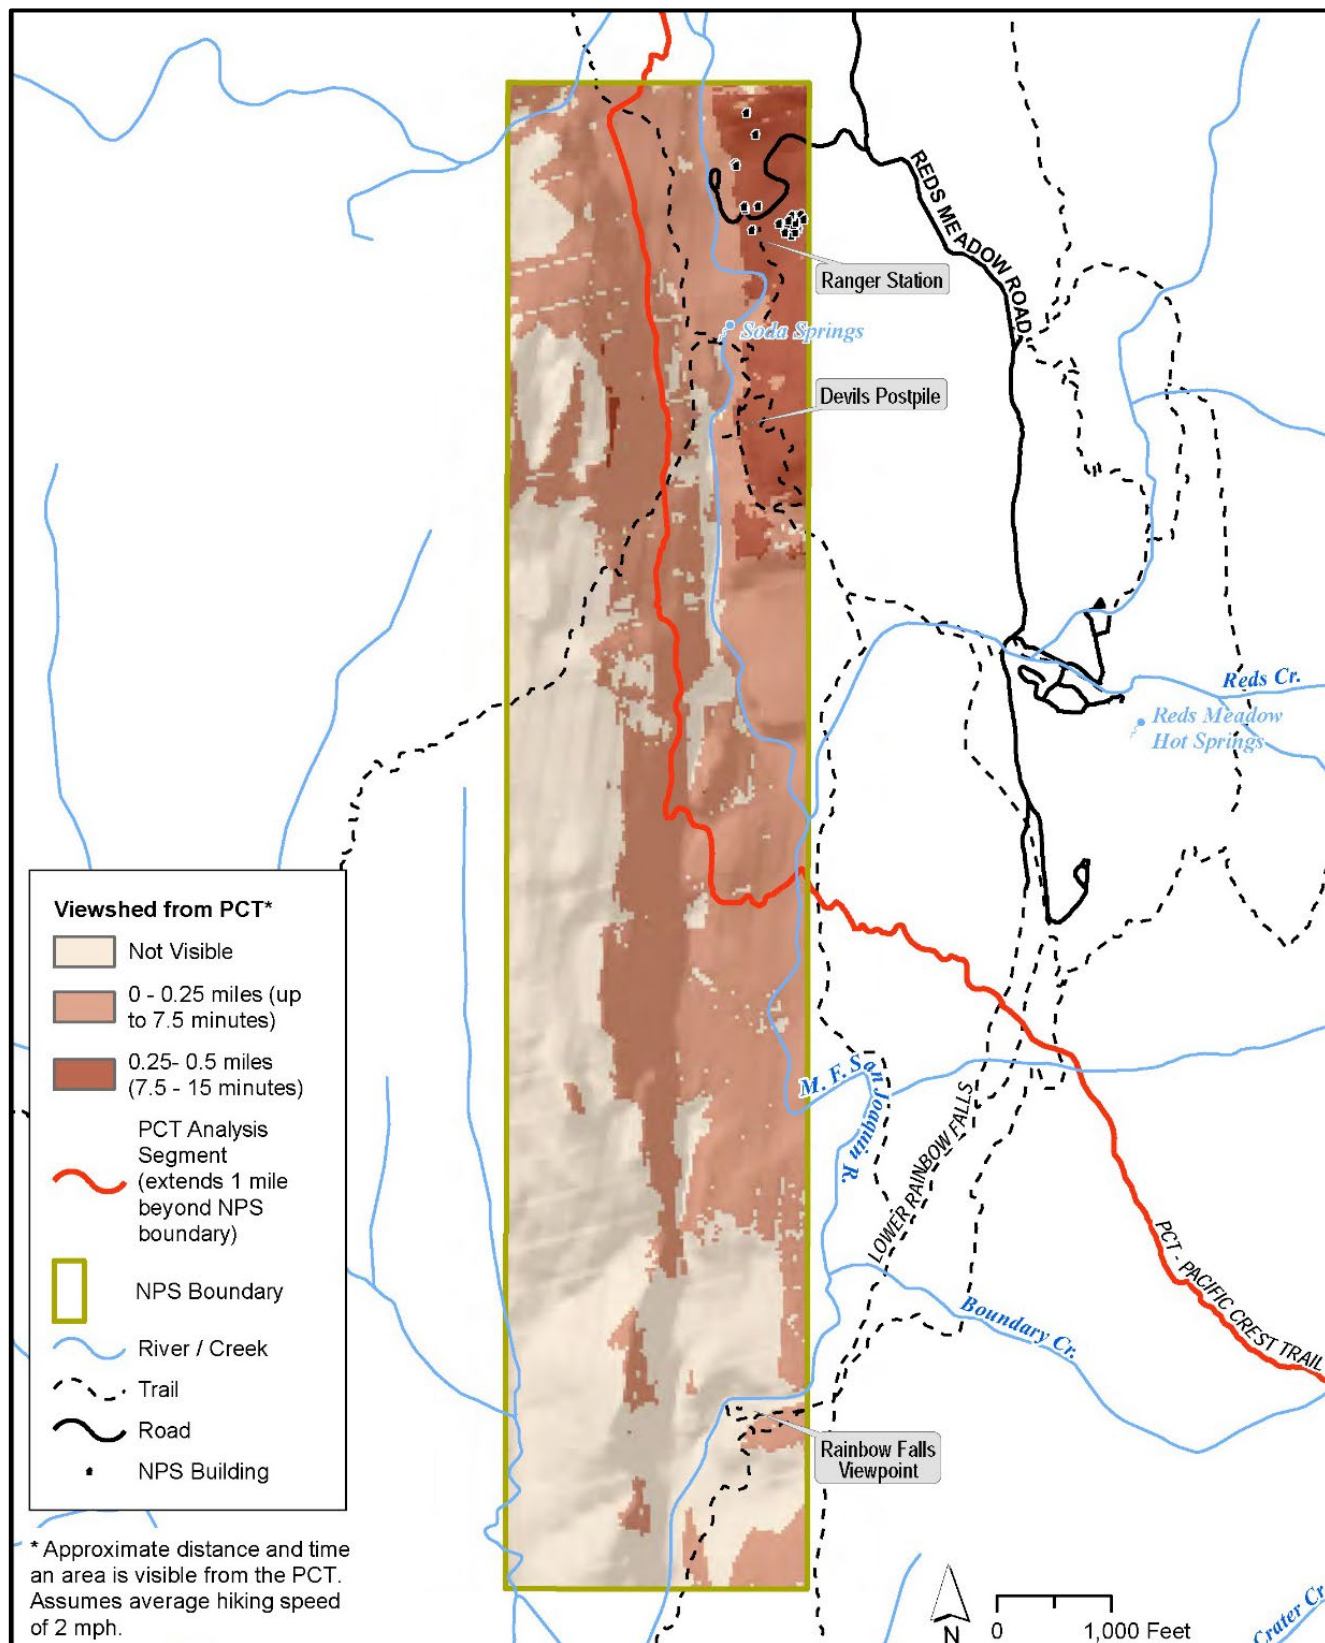 REDS MEADOW ROAD
Ranger Station
Soda Springs
Devils Postpile
Reds Cr.
Reds Meadow
Hot Springs
Viewshed from PCT*
Not Visible
0 - 0.25 miles (up
to 7.5 minutes)
0.25- 0.5 miles
(7.5 - 15 minutes)
PCT Analysis
Segment
(extends 1 mile
beyond NPS
boundary)
NPS Boundary
River / Creek
Trail
Road
NPS Building
* Approximate distance and time
an area is visible from the PCT.
Assumes average hiking speed
of 2 mph.
M. F. San Joaquin R.
LOWER RAINBOW FALLS
PCT - PACIFIC CREST TRAIL
Boundary Cr.
Rainbow Falls
Viewpoint
N
0 1,000 Feet
Crater Cr.